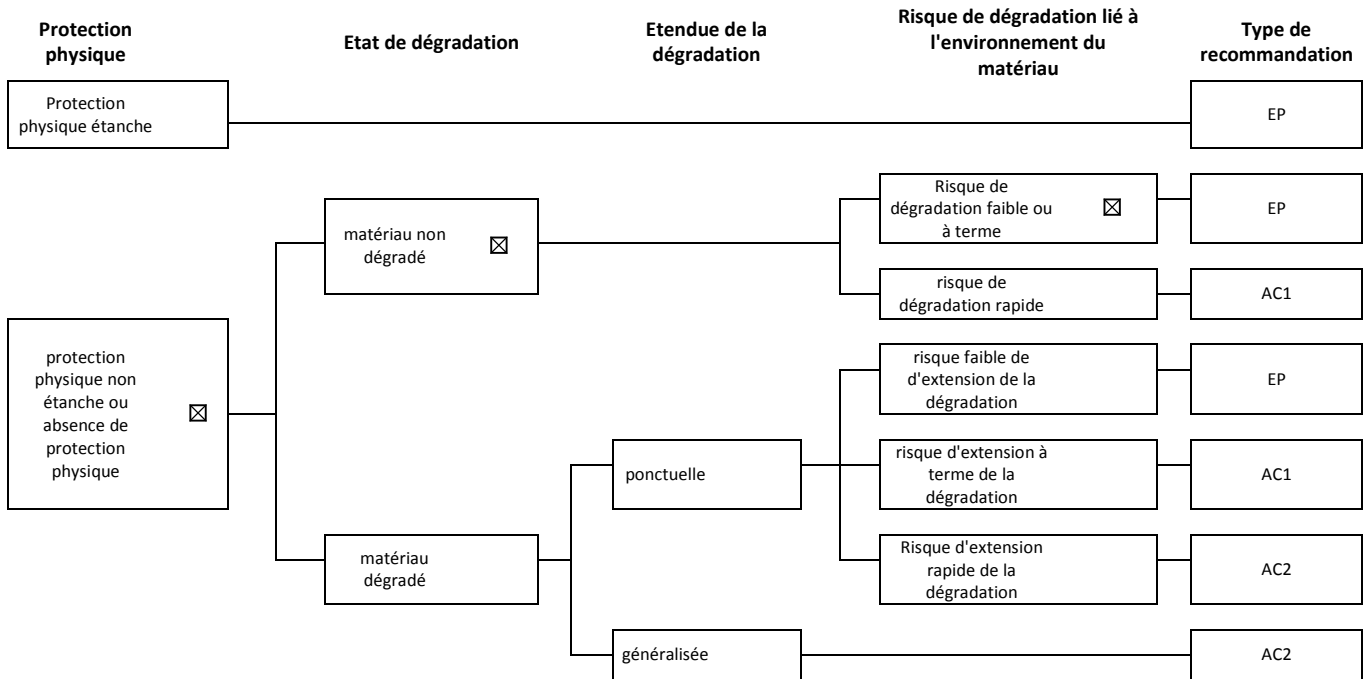 Protection
physique
Etat de dégradation
Etendue de la
dégradation
Risque de dégradation lié à
l'environnement du
matériau
Type de
recommandation
Protection
physique étanche
EP
Risque de
dégradation faible ou
à terme
☒
EP
matériau non
dégradé
☒
risque de
dégradation rapide
AC1
protection
physique non
étanche ou
absence de
protection
physique
☒
risque faible de
d'extension de la
dégradation
EP
ponctuelle
risque d'extension à
terme de la
dégradation
AC1
matériau
dégradé
Risque d'extension
rapide de la
dégradation
AC2
généralisée
AC2